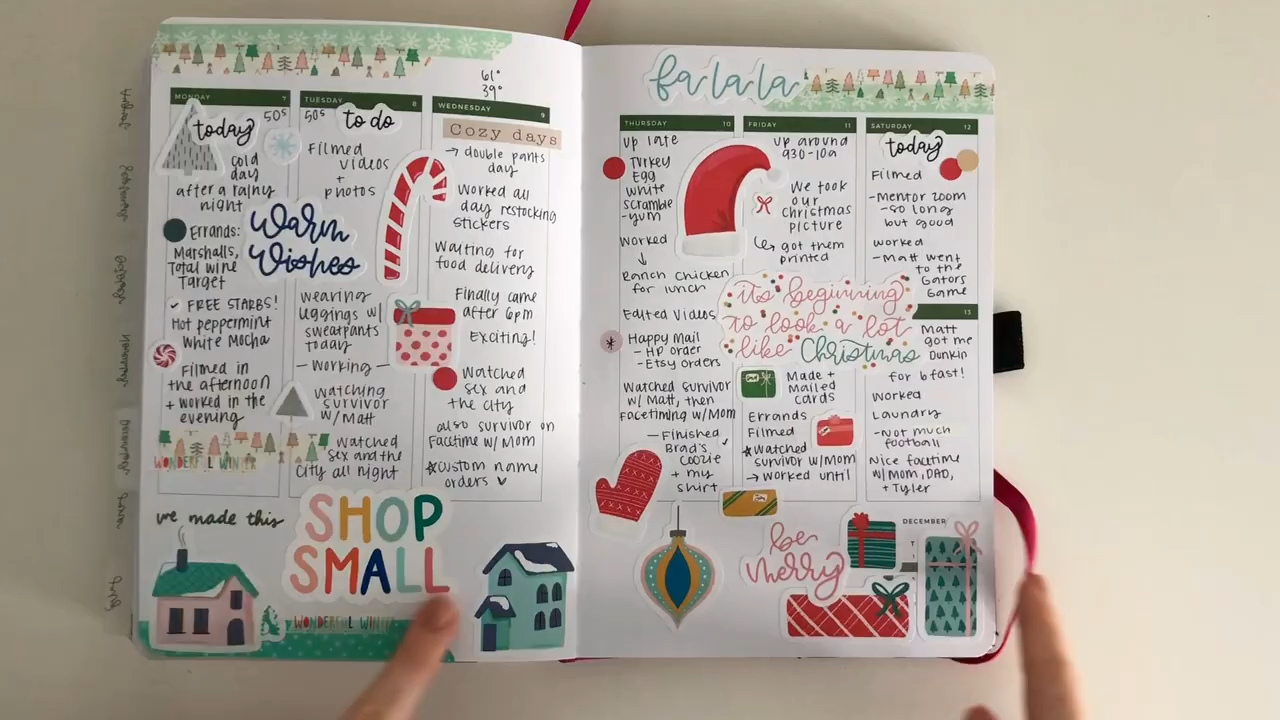 MONDAY 7
50s
today
cold
day
after a rainy
night
Errands:
Marshalls,
Total wine
Target
FREE STARBS!
Hot peppermint
white Mocha
Filmed in
the afternoon
+ worked in the
evening
WONDERFUL WINTER
TUESDAY 8
50s
to do
Filmed
videos
+
photos
warm
wishes
wearing
leggings w/
sweatpants
today
- Working -
watching
survivor
w/ Matt
Watched
sex and the
city all night
61°
39°
WEDNESDAY 9
Cozy days
→ double pants
day
Worked all
day restocking
stickers
Waiting for
food delivery
Finally came
after 6pm
Exciting!
Watched
sex and
the city
also survivor on
Facetime w/ Mom
*custom name
orders
we made this
SHOP
SMALL
WONDERFUL WINTER
fa la la la
THURSDAY 10
up late
Turkey
Egg
white
scramble
-yum
Worked
↓
Ranch chicken
for lunch
Edited videos
* Happy Mail
- HP order
- Etsy orders
Watched survivor
w/ Matt, then
facetiming w/ Mom
- Finished
Brad's
coozie
+ my
shirt
FRIDAY 11
up around
930-10a
We took
our
christmas
picture
↳ got them
printed
it's beginning
to look a lot
like Christmas
Made +
mailed
cards
Errands
Filmed
*Watched
survivor w/ Mom
→ worked until
SATURDAY 12
today
Filmed
-Mentor zoom
-so long
but good
worked
-Matt went
to the
Gators
Game
13
Matt
got me
Dunkin
for bfast!
Worked
Laundry
-Not much
football
Nice facetime
w/ Mom, DAD,
+ Tyler
be
merry
DECEMBER
T